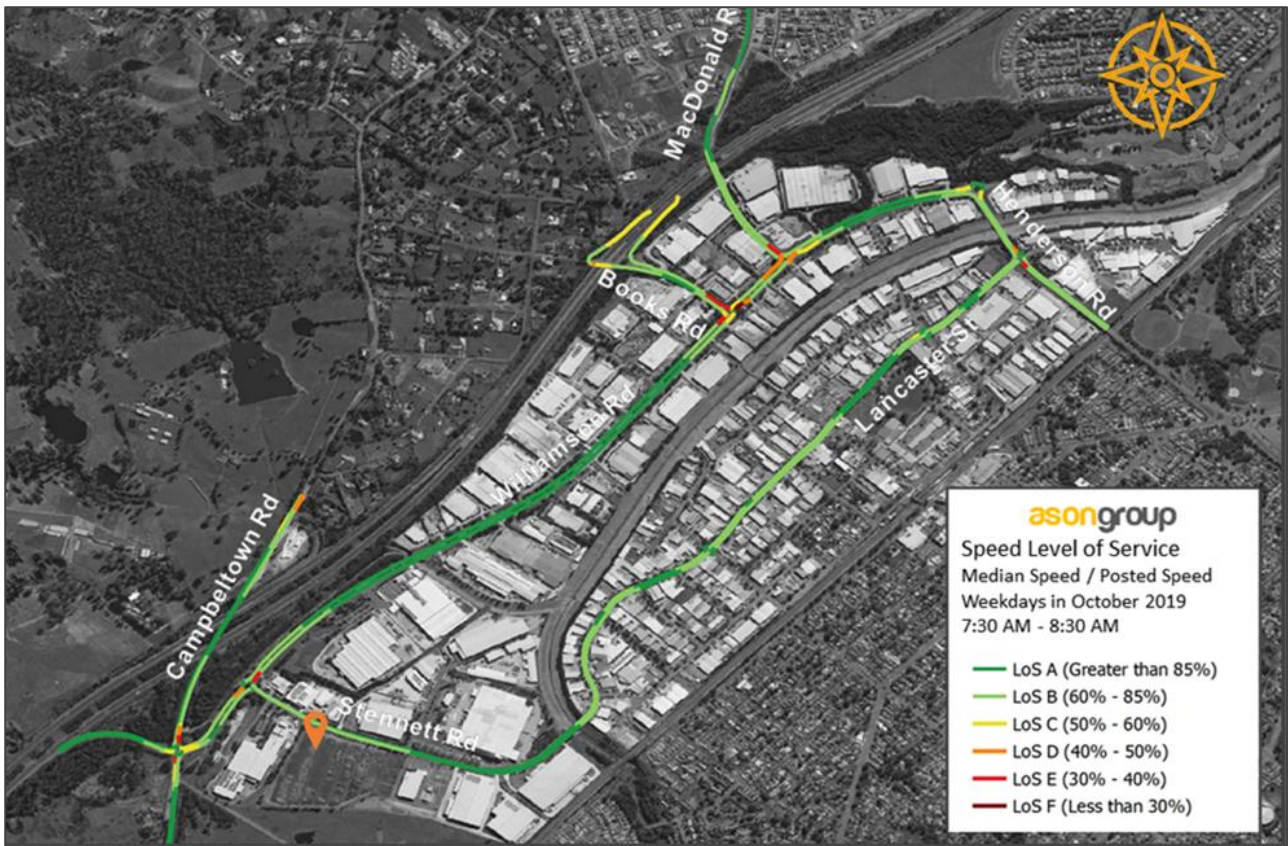 MacDonald R
Henderson Rd
Books Rd
Lancaster St
Williamson Rd
Campbeltown Rd
Stennett Rd
asongroup
Speed Level of Service
Median Speed / Posted Speed
Weekdays in October 2019
7:30 AM - 8:30 AM
LoS A (Greater than 85%)
LoS B (60% - 85%)
LoS C (50% - 60%)
LoS D (40% - 50%)
LoS E (30% - 40%)
LoS F (Less than 30%)